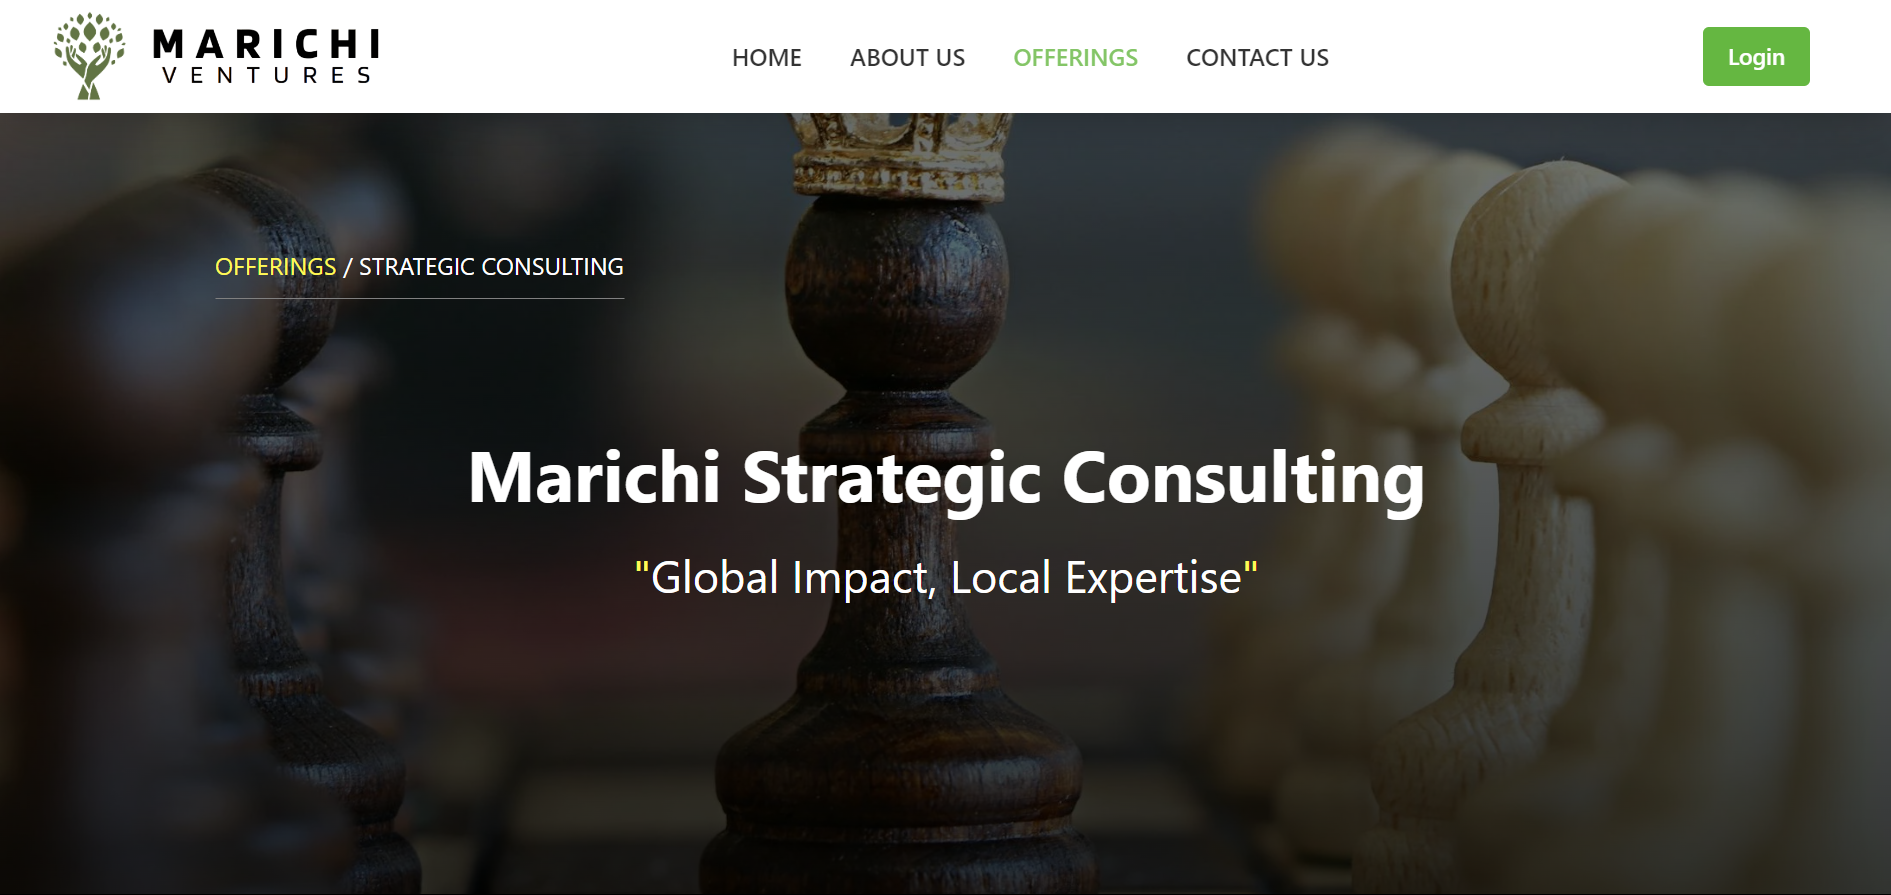 MARICHI
VENTURES
HOME ABOUT US OFFERINGS CONTACT US
Login
OFFERINGS / STRATEGIC CONSULTING
Marichi Strategic Consulting
"Global Impact, Local Expertise"